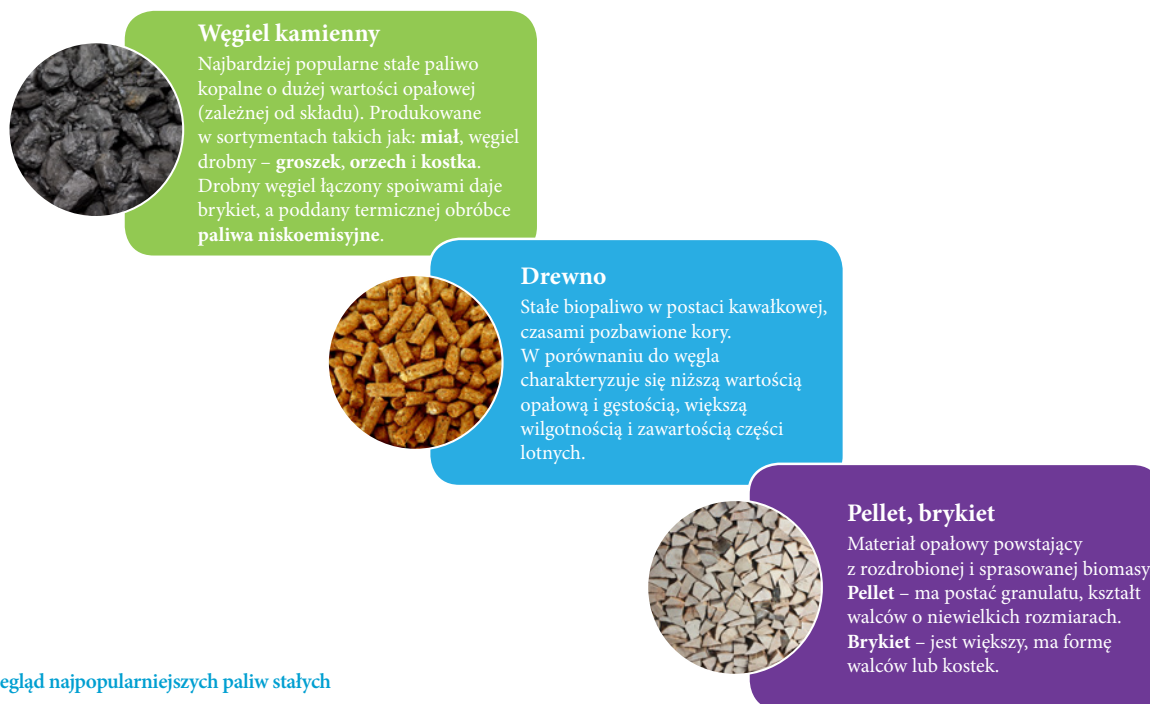 Węgiel kamienny
Najbardziej popularne stałe paliwo
kopalne o dużej wartości opałowej
(zależnej od składu). Produkowane
w sortymentach takich jak: miał, węgiel
drobny – groszek, orzech i kostka.
Drobny węgiel łączony spoiwami daje
brykiet, a poddany termicznej obróbce
paliwa niskoemisyjne.
Drewno
Stałe biopaliwo w postaci kawałkowej,
czasami pozbawione kory.
W porównaniu do węgla
charakteryzuje się niższą wartością
opałową i gęstością, większą
wilgotnością i zawartością części
lotnych.
Pellet, brykiet
Materiał opałowy powstający
z rozdrobionej i sprasowanej biomasy
Pellet – ma postać granulatu, kształt
walców o niewielkich rozmiarach.
Brykiet – jest większy, ma formę
walców lub kostek.
egląd najpopularniejszych paliw stałych